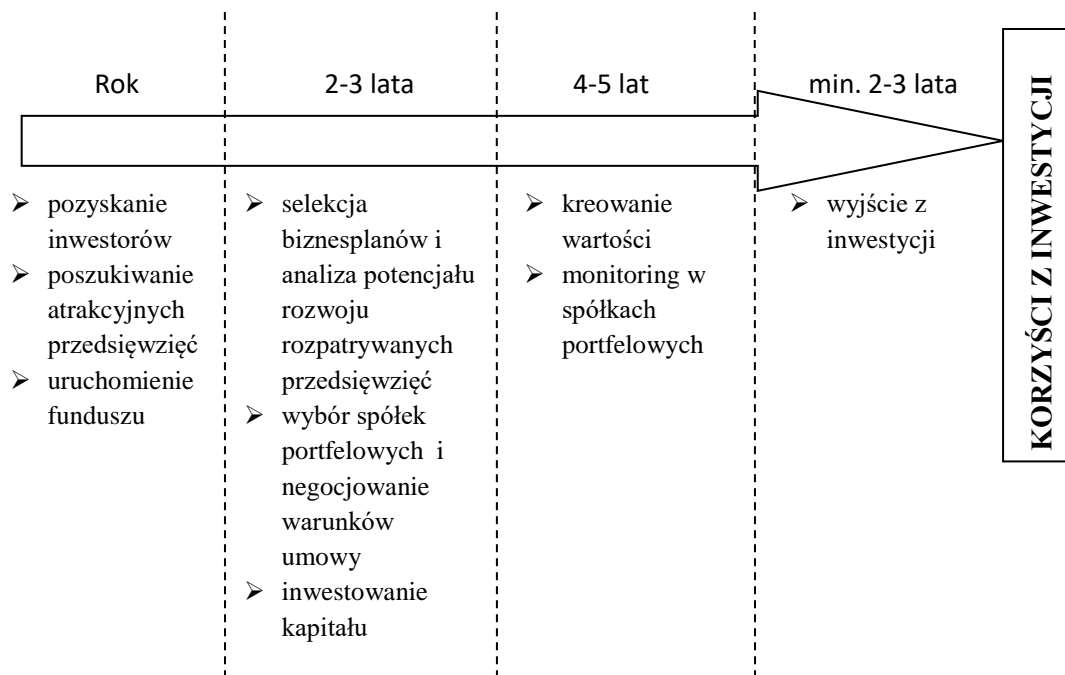 Rok
2-3 lata
4-5 lat
min. 2-3 lata
➢ pozyskanie
inwestorów
➢ poszukiwanie
atrakcyjnych
przedsięwzięć
➢ uruchomienie
funduszu
➢ selekcja
biznesplanów i
analiza potencjału
rozwoju
rozpatrywanych
przedsięwzięć
➢ wybór spółek
portfelowych i
negocjowanie
warunków
umowy
➢ inwestowanie
kapitału
➢ kreowanie
wartości
➢ monitoring w
spółkach
portfelowych
➢ wyjście z
inwestycji
KORZYŚCI Z INWESTYCJI